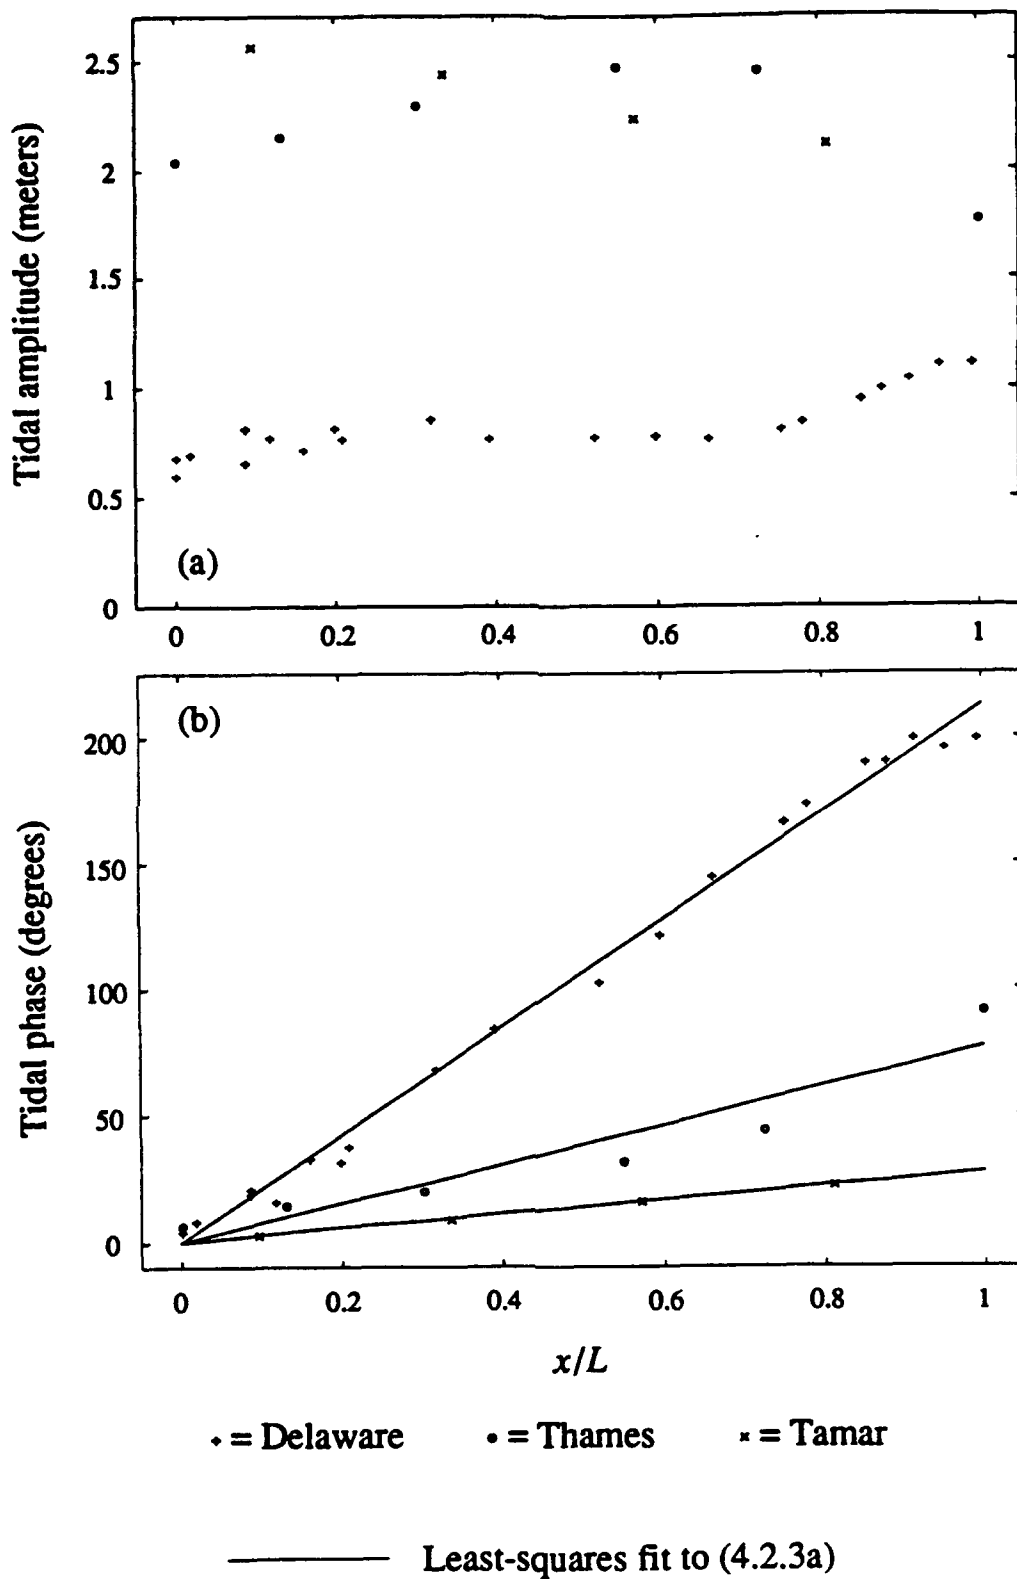 Tidal amplitude (meters)
2.5
2
1.5
1
0.5
0
(a)
0 0.2 0.4 0.6 0.8 1
Tidal phase (degrees)
(b)
200
150
100
50
0
0 0.2 0.4 0.6 0.8 1
x/L
+ = Delaware • = Thames × = Tamar
Least-squares fit to (4.2.3a)